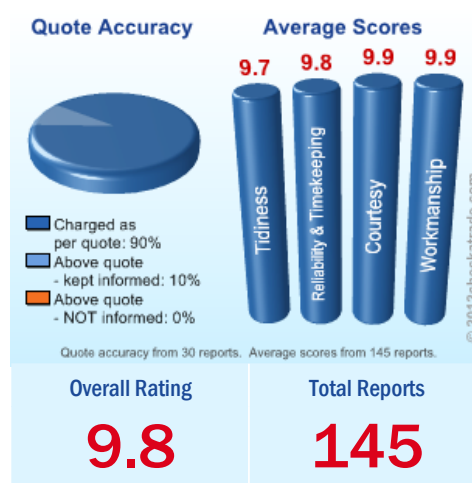 Quote Accuracy
Average Scores
9.7
9.8
9.9
9.9
Tidiness
Reliability & Timekeeping
Courtesy
Workmanship
Charged as
per quote: 90%
Above quote
- kept informed: 10%
Above quote
- NOT informed: 0%
© 2013checkatrade.com
Quote accuracy from 30 reports. Average scores from 145 reports.
Overall Rating
Total Reports
9.8
145